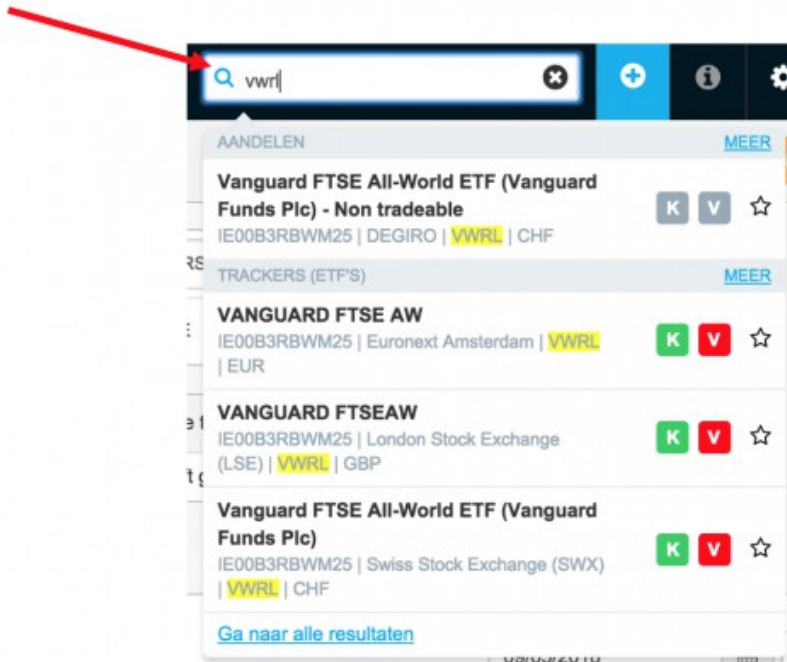 vwrl
AANDELEN MEER
Vanguard FTSE All-World ETF (Vanguard
Funds Plc) - Non tradeable
K V
IE00B3RBWM25 | DEGIRO | VWRL | CHF
RS
TRACKERS (ETF'S) MEER
VANGUARD FTSE AW
IE00B3RBWM25 | Euronext Amsterdam | VWRL
| EUR
K V
VANGUARD FTSEAW
IE00B3RBWM25 | London Stock Exchange
(LSE) | VWRL | GBP
K V
Vanguard FTSE All-World ETF (Vanguard
Funds Plc)
IE00B3RBWM25 | Swiss Stock Exchange (SWX)
| VWRL | CHF
K V
Ga naar alle resultaten